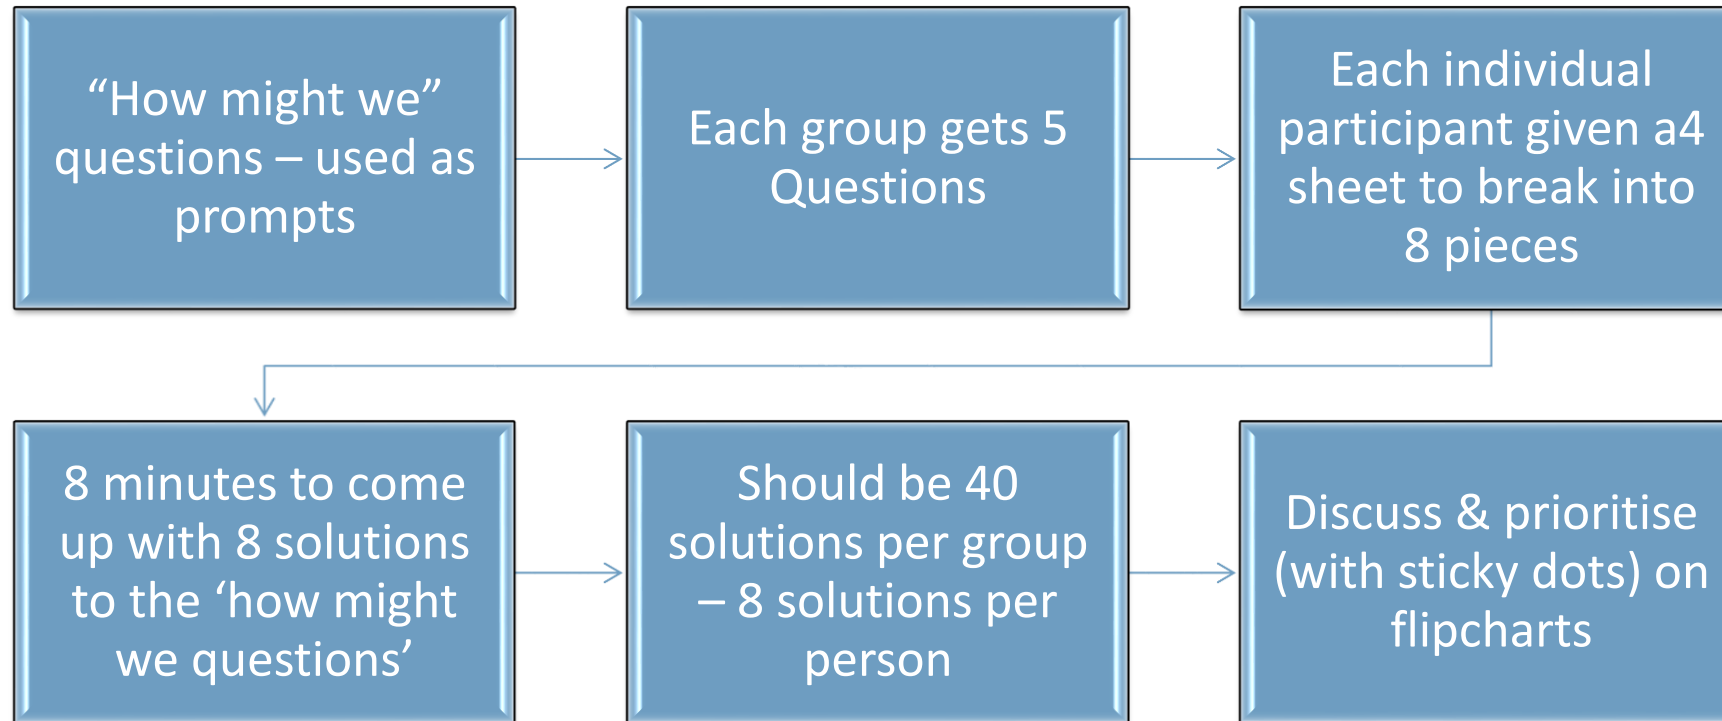 “How might we”
questions – used as
prompts
Each group gets 5
Questions
Each individual
participant given a4
sheet to break into
8 pieces
8 minutes to come
up with 8 solutions
to the ‘how might
we questions’
Should be 40
solutions per group
– 8 solutions per
person
Discuss & prioritise
(with sticky dots) on
flipcharts